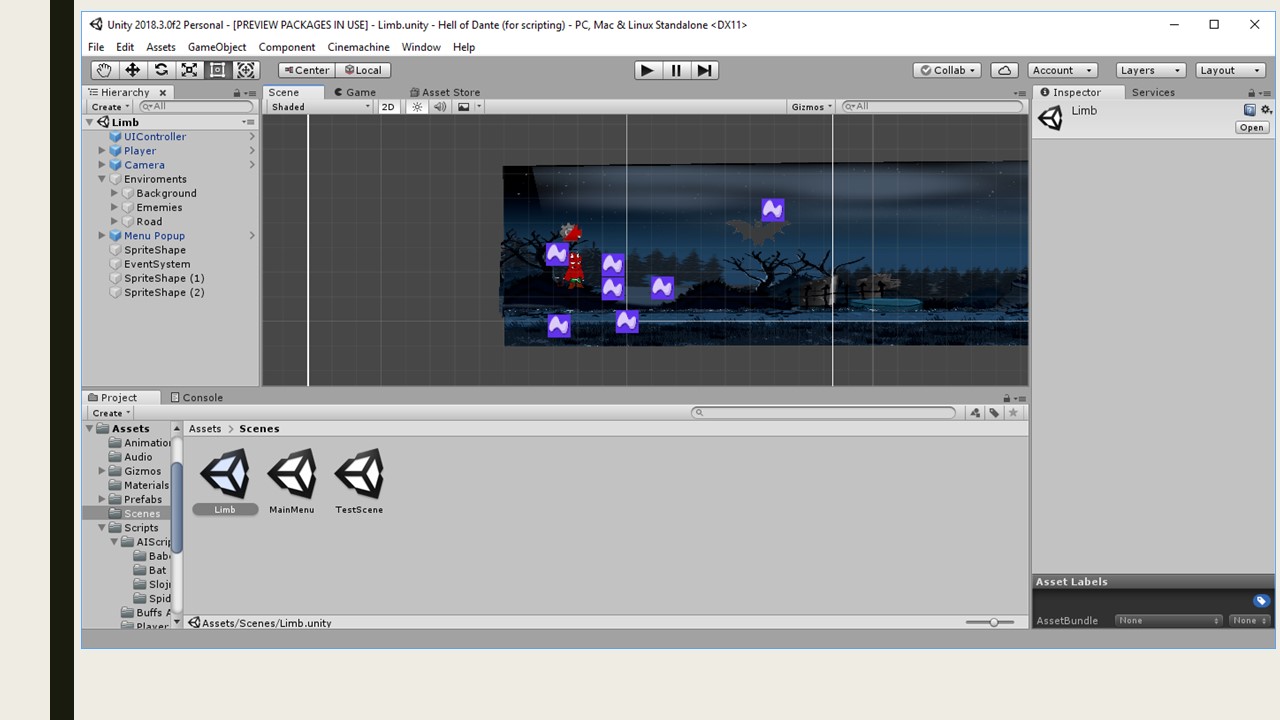 Unity 2018.3.0f2 Personal - [PREVIEW PACKAGES IN USE] - Limb.unity - Hell of Dante (for scripting) - PC, Mac & Linux Standalone <DX11>
File Edit Assets GameObject Component Cinemachine Window Help
Center Local Collab Account Layers Layout
Hierarchy Scene Game Asset Store Inspector Services
Create All Shaded 2D Gizmos All
Limb
Limb
Open
UIController
Player
Camera
Enviroments
Background
Enemies
Road
Menu Popup
SpriteShape
EventSystem
SpriteShape (1)
SpriteShape (2)
Project Console
Create
Assets
Assets > Scenes
Animation
Audio
Gizmos
Materials
Prefabs
Scenes
Scripts
AIScrip
Bab
Bat
Sloj
Spid
Buffs A
Player
Limb MainMenu TestScene
Assets/Scenes/Limb.unity
Asset Labels
AssetBundle None None